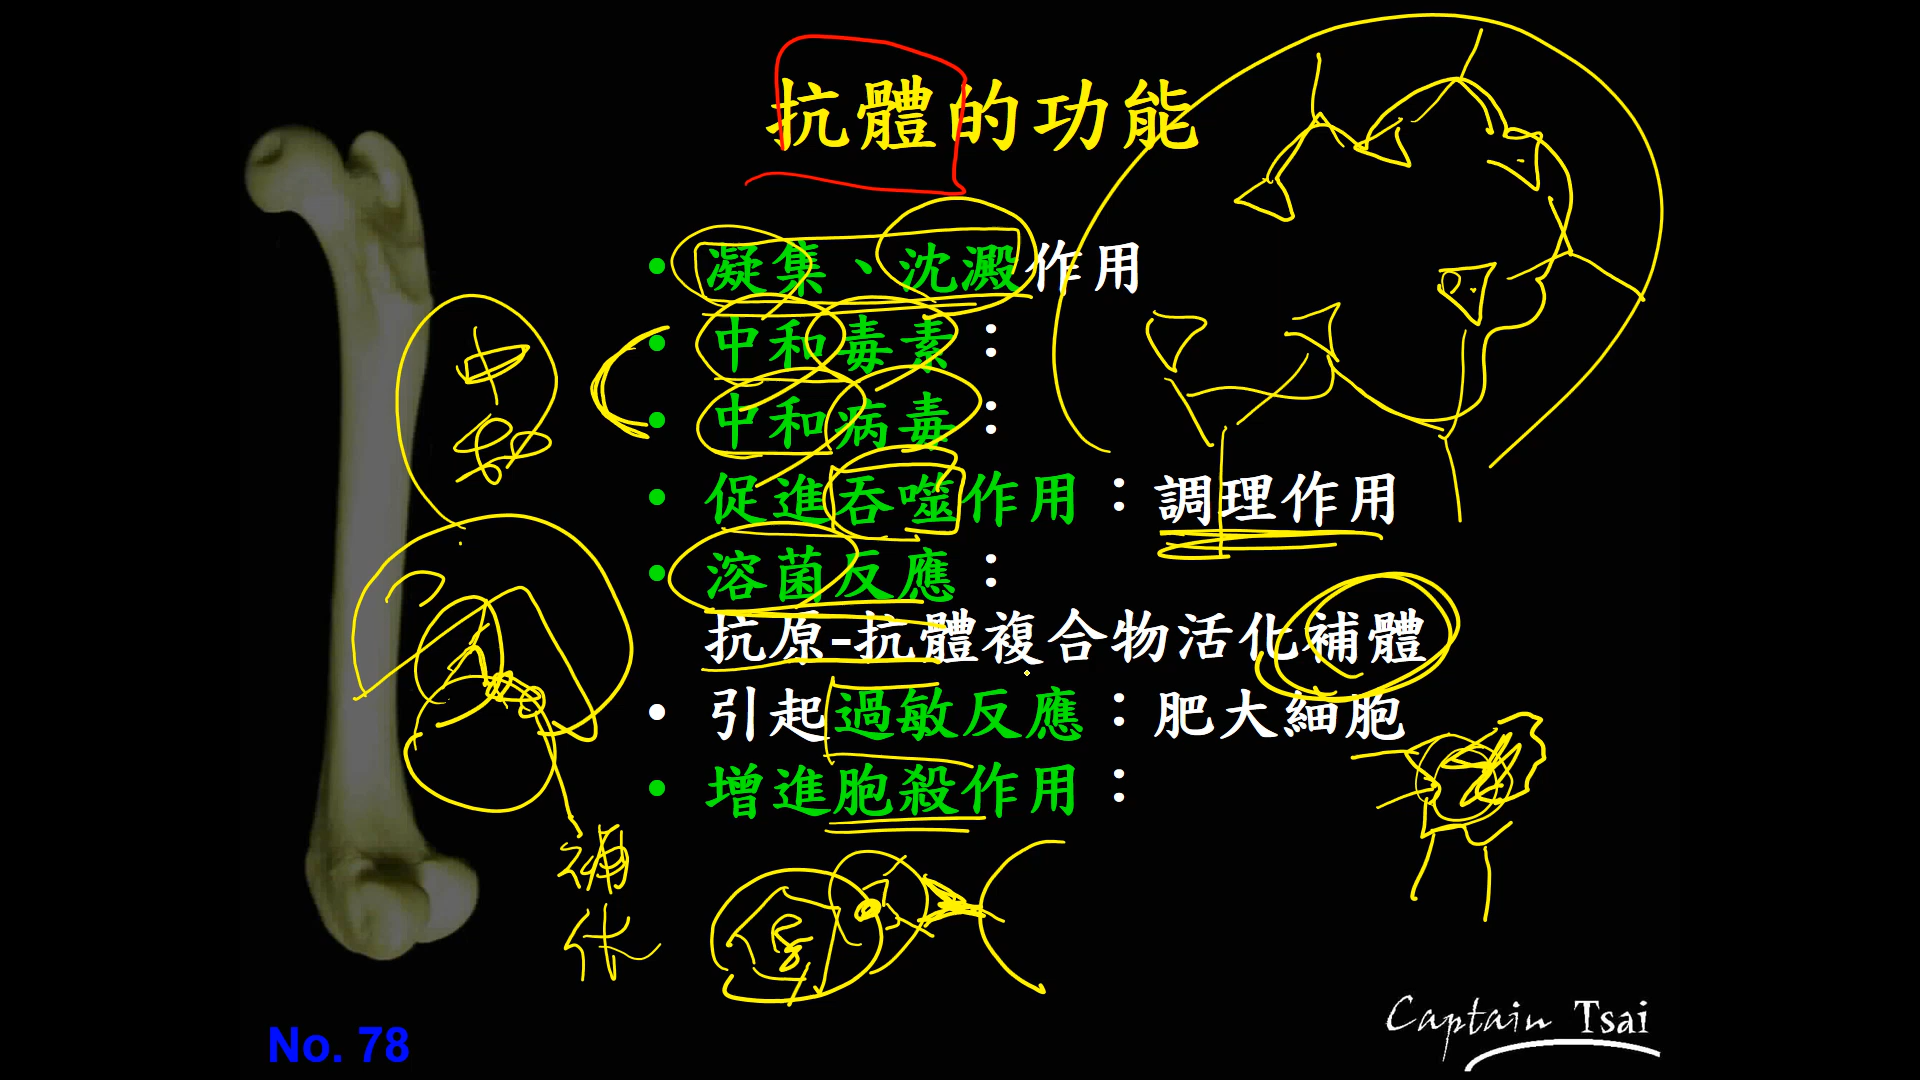 抗體的功能
• 凝集、沈澱作用
• 中和毒素：
• 中和病毒：
• 促進吞噬作用：調理作用
• 溶菌反應：
抗原-抗體複合物活化補體
• 引起過敏反應：肥大細胞
• 增進胞殺作用：
中
和
補
体
No. 78
Captain Tsai